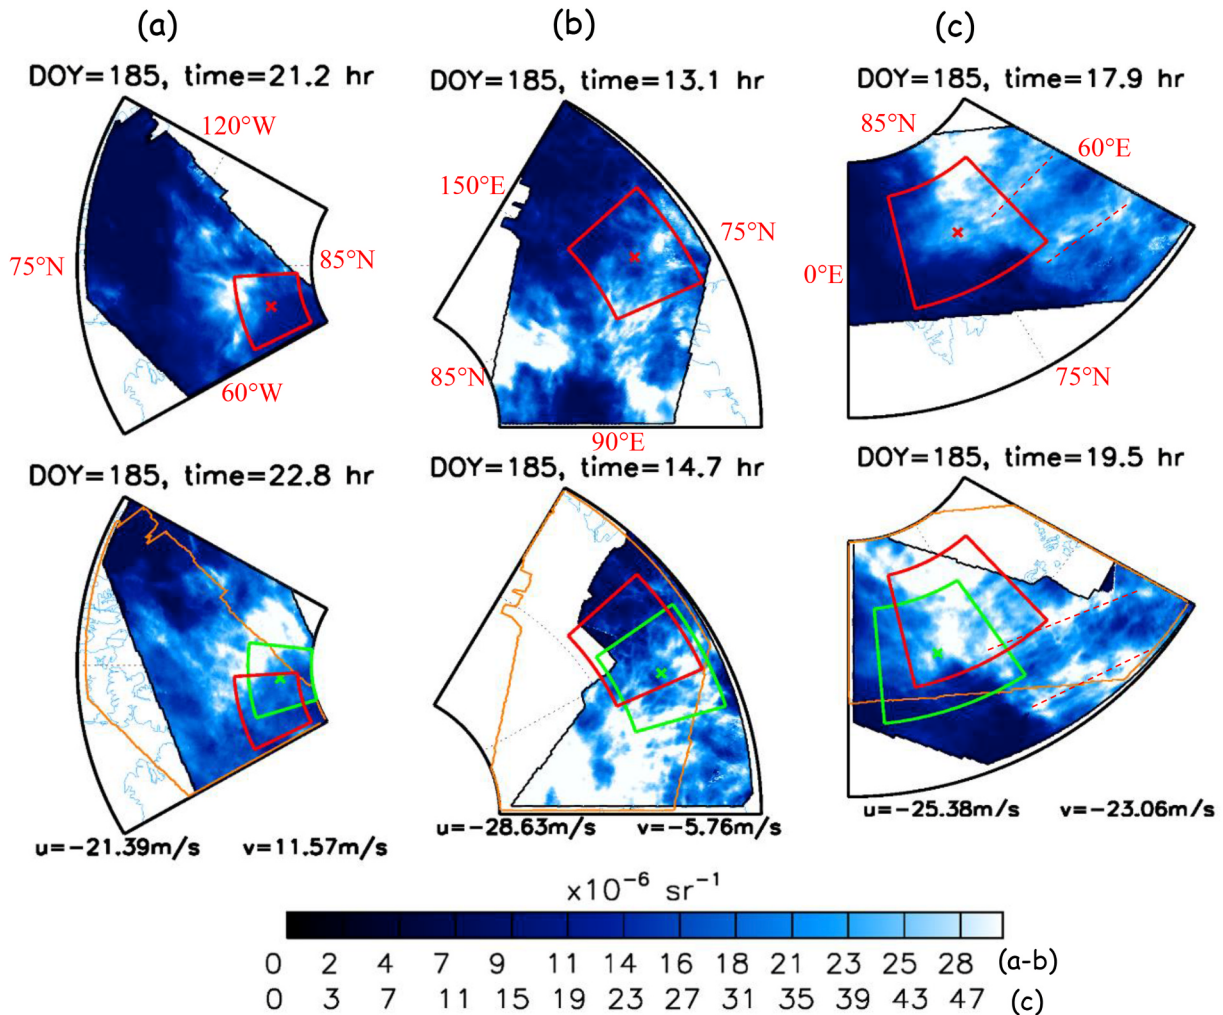 (a) (b) (c)
DOY=185, time=21.2 hr
DOY=185, time=13.1 hr
DOY=185, time=17.9 hr
120°W
75°N
85°N
60°W
150°E
75°N
85°N
90°E
85°N
60°E
0°E
75°N
DOY=185, time=22.8 hr
DOY=185, time=14.7 hr
DOY=185, time=19.5 hr
u=-21.39m/s v=11.57m/s
u=-28.63m/s v=-5.76m/s
u=-25.38m/s v=-23.06m/s
x10⁻⁶ sr⁻¹
0 2 4 7 9 11 14 16 18 21 23 25 28 (a-b)
0 3 7 11 15 19 23 27 31 35 39 43 47 (c)